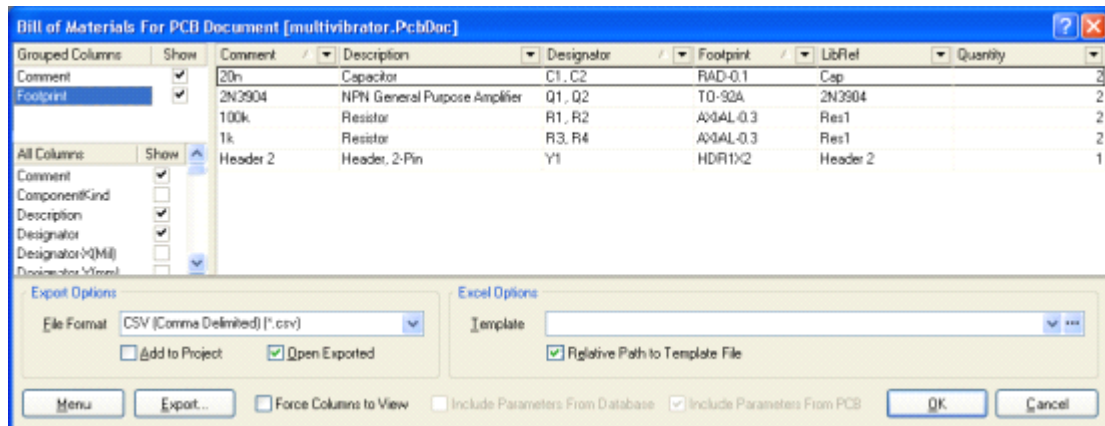 Bill of Materials For PCB Document [multivibrator.PcbDoc]
Grouped Columns Show Comment Description Designator Footprint LibRef Quantity
Comment 20n Capacitor C1, C2 RAD-0.1 Cap 2
Footprint 2N3904 NPN General Purpose Amplifier Q1, Q2 TO-92A 2N3904 2
100k Resistor R1, R2 AXIAL-0.3 Res1 2
1k Resistor R3, R4 AXIAL-0.3 Res1 2
All Columns Show Header 2 Header, 2-Pin Y1 HDR1X2 Header 2 1
Comment
ComponentKind
Description
Designator
Designator-X(Mil)
Export Options Excel Options
File Format CSV (Comma Delimited) (*.csv) Template
Add to Project Open Exported Relative Path to Template File
Menu Export... Force Columns to View Include Parameters From Database Include Parameters From PCB OK Cancel